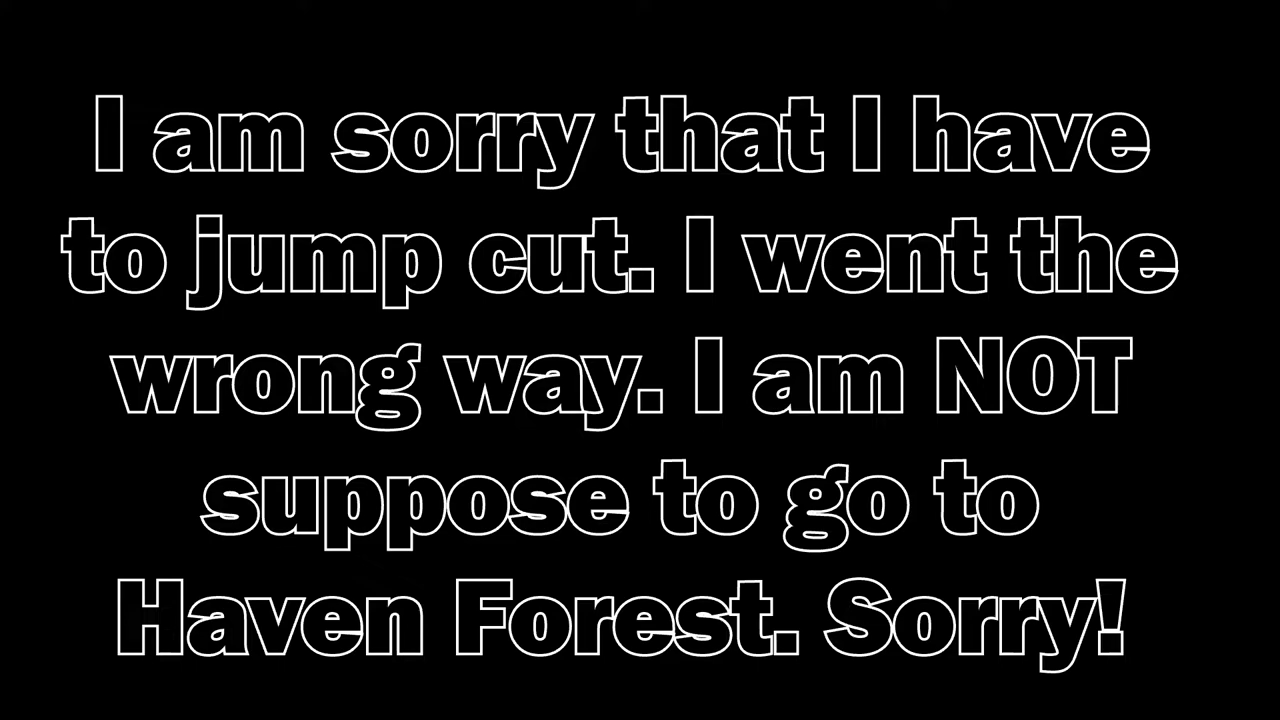 I am sorry that I have
to jump cut. I went the
wrong way. I am NOT
suppose to go to
Haven Forest. Sorry!